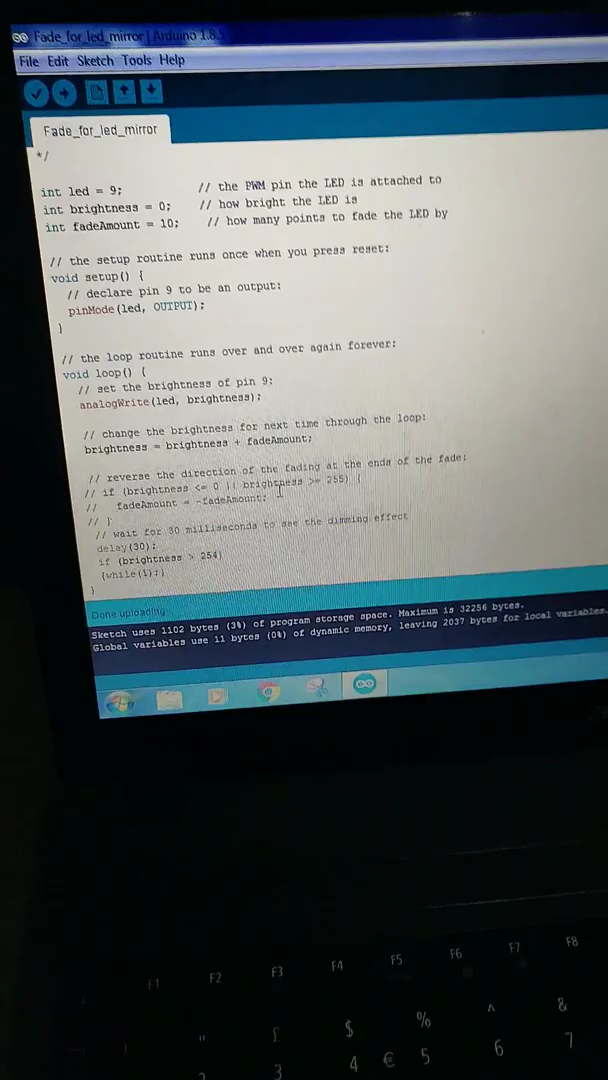 Fade_for_led_mirror | Arduino 1.8.5
File Edit Sketch Tools Help
Fade_for_led_mirror
*/
int led = 9; // the PWM pin the LED is attached to
int brightness = 0; // how bright the LED is
int fadeAmount = 10; // how many points to fade the LED by
// the setup routine runs once when you press reset:
void setup() {
// declare pin 9 to be an output:
pinMode(led, OUTPUT);
}
// the loop routine runs over and over again forever:
void loop() {
// set the brightness of pin 9:
analogWrite(led, brightness);
// change the brightness for next time through the loop:
brightness = brightness + fadeAmount;
// reverse the direction of the fading at the ends of the fade:
// if (brightness <= 0 || brightness >= 255) {
// fadeAmount = -fadeAmount;
// }
// wait for 30 milliseconds to see the dimming effect
delay(30);
if (brightness > 254)
{while(1);}
}
Done uploading.
Sketch uses 1102 bytes (3%) of program storage space. Maximum is 32256 bytes.
Global variables use 11 bytes (0%) of dynamic memory, leaving 2037 bytes for local variables.
F1 F2 F3 F4 F5 F6 F7 F8
" £ $ % ^ &
2 3 4 € 5 6 7